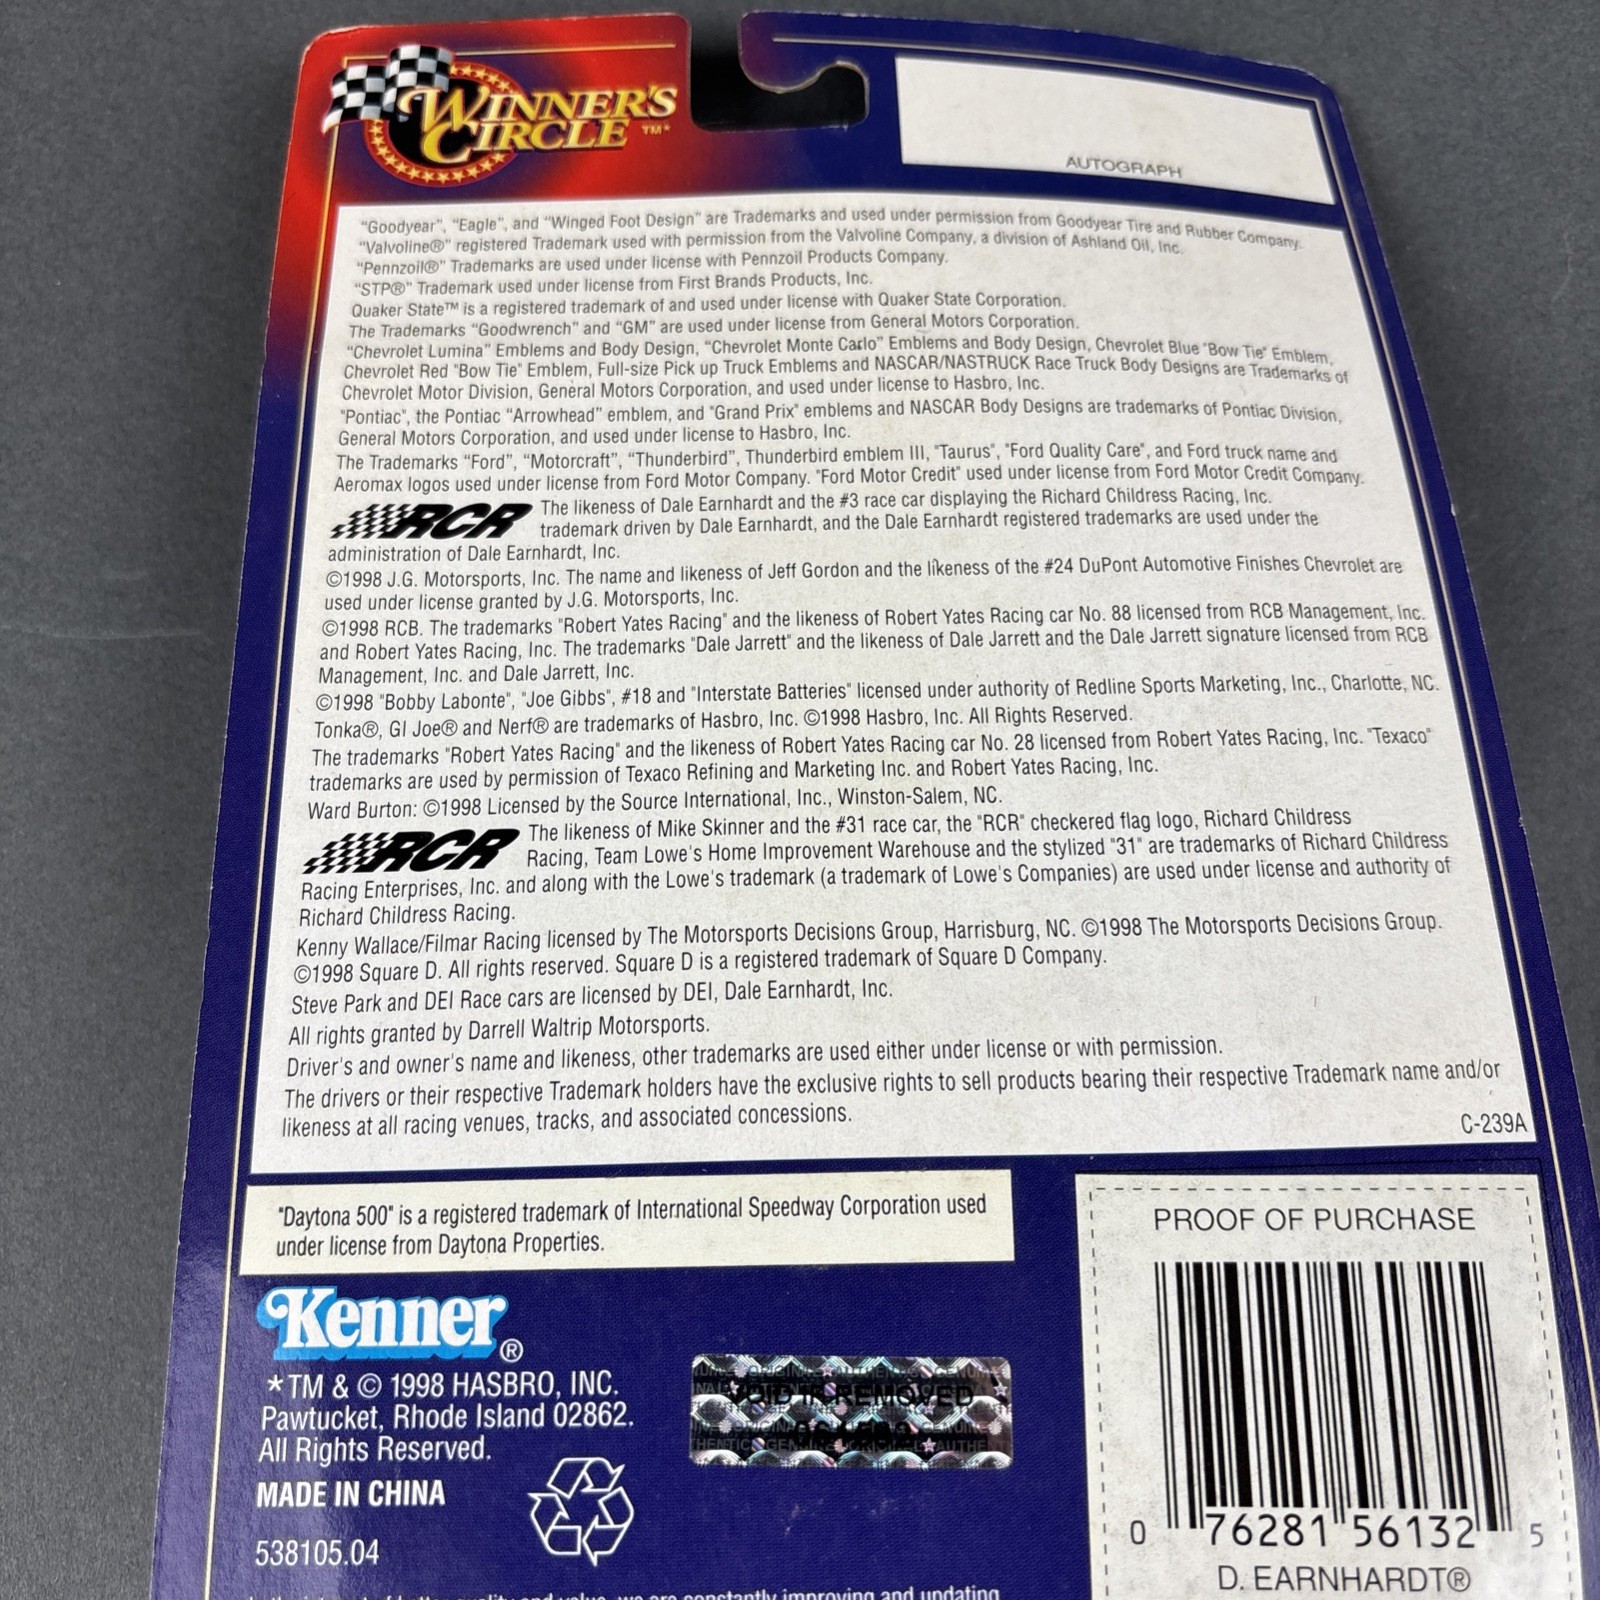 WINNER'S
CIRCLE ™*
AUTOGRAPH
"Goodyear", "Eagle", and "Winged Foot Design" are Trademarks and used under permission from Goodyear Tire and Rubber Company.
"Valvoline®" registered Trademark used with permission from the Valvoline Company, a division of Ashland Oil, Inc.
"Pennzoil®" Trademarks are used under license with Pennzoil Products Company.
"STP®" Trademark used under license from First Brands Products, Inc.
Quaker State™ is a registered trademark of and used under license with Quaker State Corporation.
The Trademarks "Goodwrench" and "GM" are used under license from General Motors Corporation.
"Chevrolet Lumina" Emblems and Body Design, "Chevrolet Monte Carlo" Emblems and Body Design, Chevrolet Blue "Bow Tie" Emblem,
Chevrolet Red "Bow Tie" Emblem, Full-size Pick up Truck Emblems and NASCAR/NASTRUCK Race Truck Body Designs are Trademarks of
Chevrolet Motor Division, General Motors Corporation, and used under license to Hasbro, Inc.
"Pontiac", the Pontiac "Arrowhead" emblem, and "Grand Prix" emblems and NASCAR Body Designs are trademarks of Pontiac Division,
General Motors Corporation, and used under license to Hasbro, Inc.
The Trademarks "Ford", "Motorcraft", "Thunderbird", Thunderbird emblem III, "Taurus", "Ford Quality Care", and Ford truck name and
Aeromax logos used under license from Ford Motor Company. "Ford Motor Credit" used under license from Ford Motor Credit Company.
RCR The likeness of Dale Earnhardt and the #3 race car displaying the Richard Childress Racing, Inc.
trademark driven by Dale Earnhardt, and the Dale Earnhardt registered trademarks are used under the
administration of Dale Earnhardt, Inc.
©1998 J.G. Motorsports, Inc. The name and likeness of Jeff Gordon and the likeness of the #24 DuPont Automotive Finishes Chevrolet are
used under license granted by J.G. Motorsports, Inc.
©1998 RCB. The trademarks "Robert Yates Racing" and the likeness of Robert Yates Racing car No. 88 licensed from RCB Management, Inc.
and Robert Yates Racing, Inc. The trademarks "Dale Jarrett" and the likeness of Dale Jarrett and the Dale Jarrett signature licensed from RCB
Management, Inc. and Dale Jarrett, Inc.
©1998 "Bobby Labonte", "Joe Gibbs", #18 and "Interstate Batteries" licensed under authority of Redline Sports Marketing, Inc., Charlotte, NC.
Tonka®, GI Joe® and Nerf® are trademarks of Hasbro, Inc. ©1998 Hasbro, Inc. All Rights Reserved.
The trademarks "Robert Yates Racing" and the likeness of Robert Yates Racing car No. 28 licensed from Robert Yates Racing, Inc. "Texaco"
trademarks are used by permission of Texaco Refining and Marketing Inc. and Robert Yates Racing, Inc.
Ward Burton: ©1998 Licensed by the Source International, Inc., Winston-Salem, NC.
RCR The likeness of Mike Skinner and the #31 race car, the "RCR" checkered flag logo, Richard Childress
Racing, Team Lowe's Home Improvement Warehouse and the stylized "31" are trademarks of Richard Childress
Racing Enterprises, Inc. and along with the Lowe's trademark (a trademark of Lowe's Companies) are used under license and authority of
Richard Childress Racing.
Kenny Wallace/Filmar Racing licensed by The Motorsports Decisions Group, Harrisburg, NC. ©1998 The Motorsports Decisions Group.
©1998 Square D. All rights reserved. Square D is a registered trademark of Square D Company.
Steve Park and DEI Race cars are licensed by DEI, Dale Earnhardt, Inc.
All rights granted by Darrell Waltrip Motorsports.
Driver's and owner's name and likeness, other trademarks are used either under license or with permission.
The drivers or their respective Trademark holders have the exclusive rights to sell products bearing their respective Trademark name and/or
likeness at all racing venues, tracks, and associated concessions.
C-239A
"Daytona 500" is a registered trademark of International Speedway Corporation used
under license from Daytona Properties.
PROOF OF PURCHASE
Kenner®
*TM & © 1998 HASBRO, INC.
Pawtucket, Rhode Island 02862.
All Rights Reserved.
MADE IN CHINA
538105.04
VOID IF REMOVED
0 76281 56132 5
D. EARNHARDT®
quality and value, we are constantly improving and updating